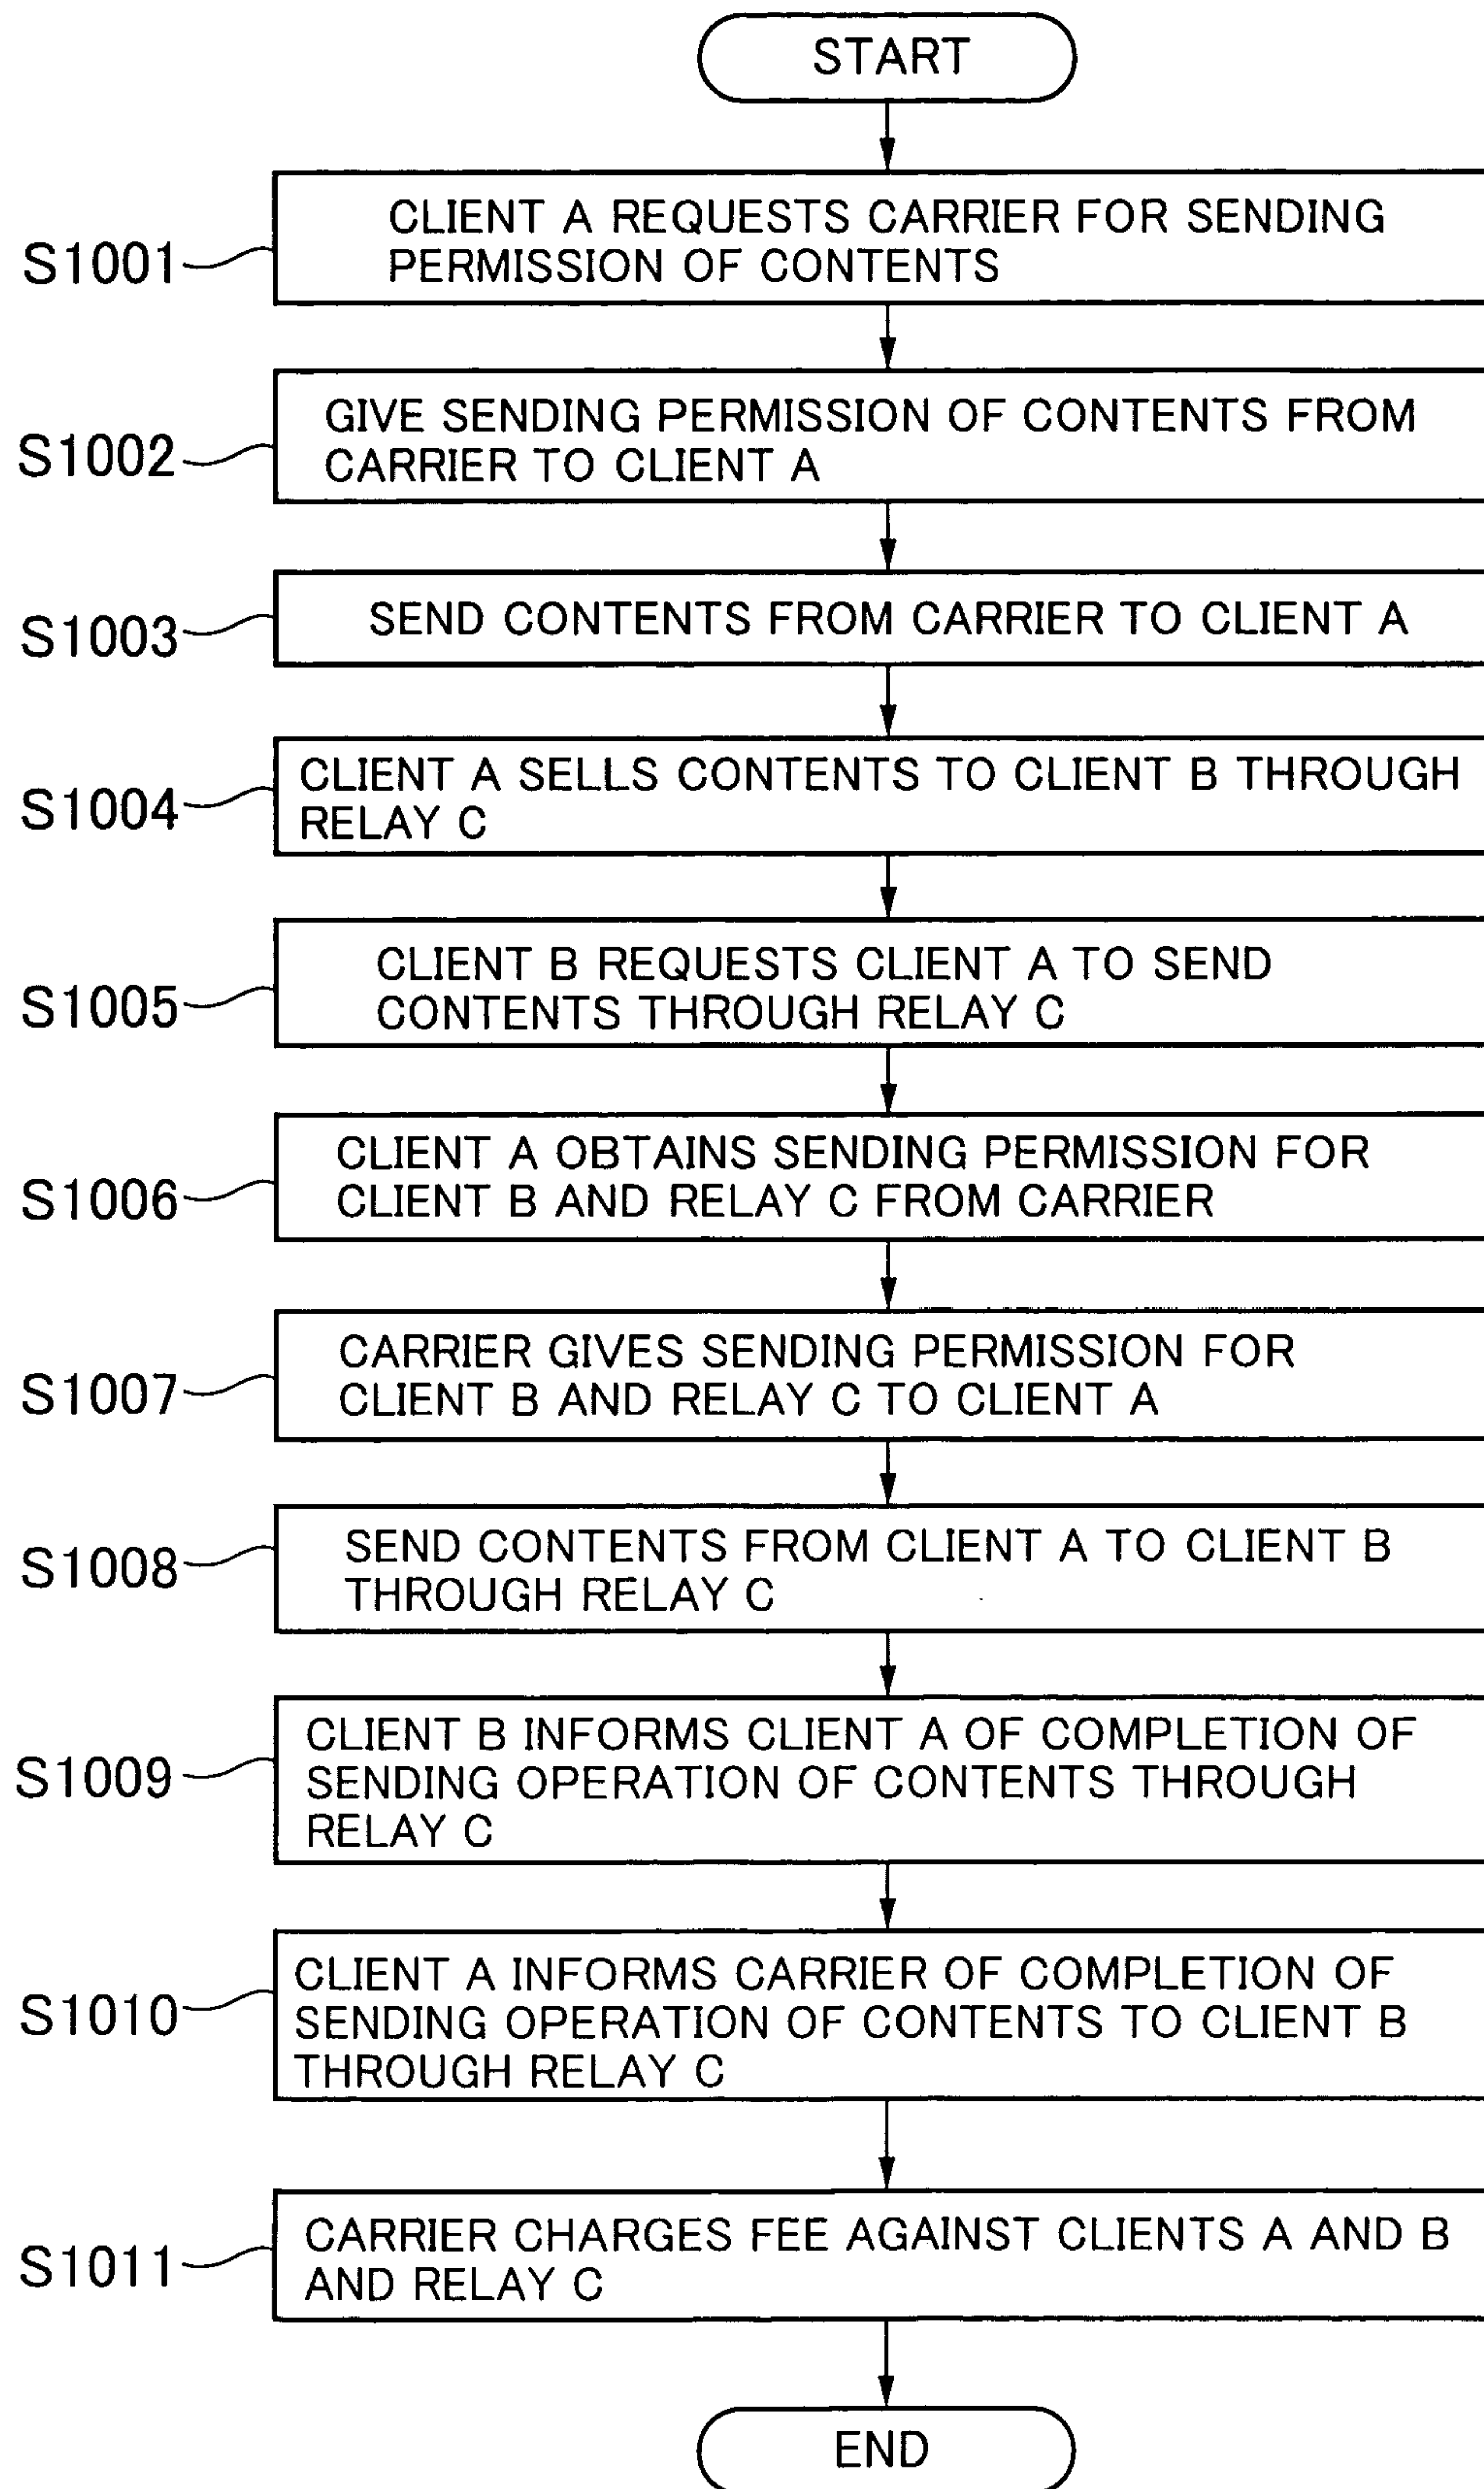 START
S1001
CLIENT A REQUESTS CARRIER FOR SENDING
PERMISSION OF CONTENTS
S1002
GIVE SENDING PERMISSION OF CONTENTS FROM
CARRIER TO CLIENT A
S1003
SEND CONTENTS FROM CARRIER TO CLIENT A
S1004
CLIENT A SELLS CONTENTS TO CLIENT B THROUGH
RELAY C
S1005
CLIENT B REQUESTS CLIENT A TO SEND
CONTENTS THROUGH RELAY C
S1006
CLIENT A OBTAINS SENDING PERMISSION FOR
CLIENT B AND RELAY C FROM CARRIER
S1007
CARRIER GIVES SENDING PERMISSION FOR
CLIENT B AND RELAY C TO CLIENT A
S1008
SEND CONTENTS FROM CLIENT A TO CLIENT B
THROUGH RELAY C
S1009
CLIENT B INFORMS CLIENT A OF COMPLETION OF
SENDING OPERATION OF CONTENTS THROUGH
RELAY C
S1010
CLIENT A INFORMS CARRIER OF COMPLETION OF
SENDING OPERATION OF CONTENTS TO CLIENT B
THROUGH RELAY C
S1011
CARRIER CHARGES FEE AGAINST CLIENTS A AND B
AND RELAY C
END